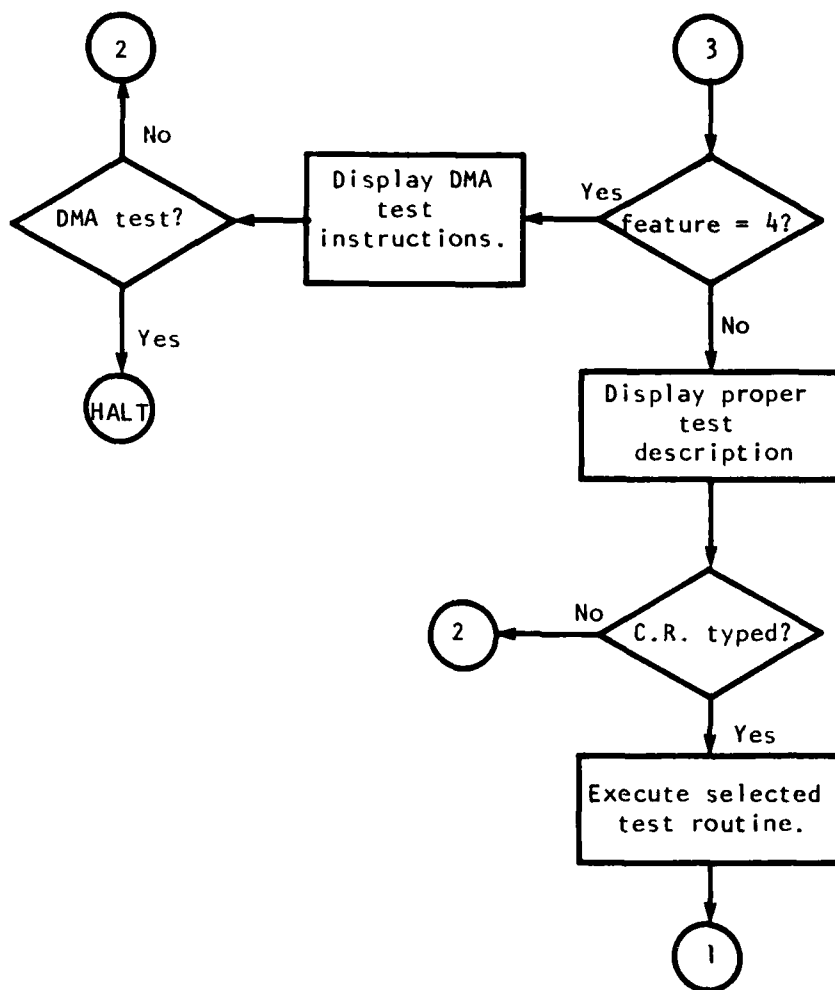 2
3
No
DMA test?
Display DMA
test
instructions.
Yes
feature = 4?
Yes
HALT
No
Display proper
test
description
2
No
C.R. typed?
Yes
Execute selected
test routine.
1